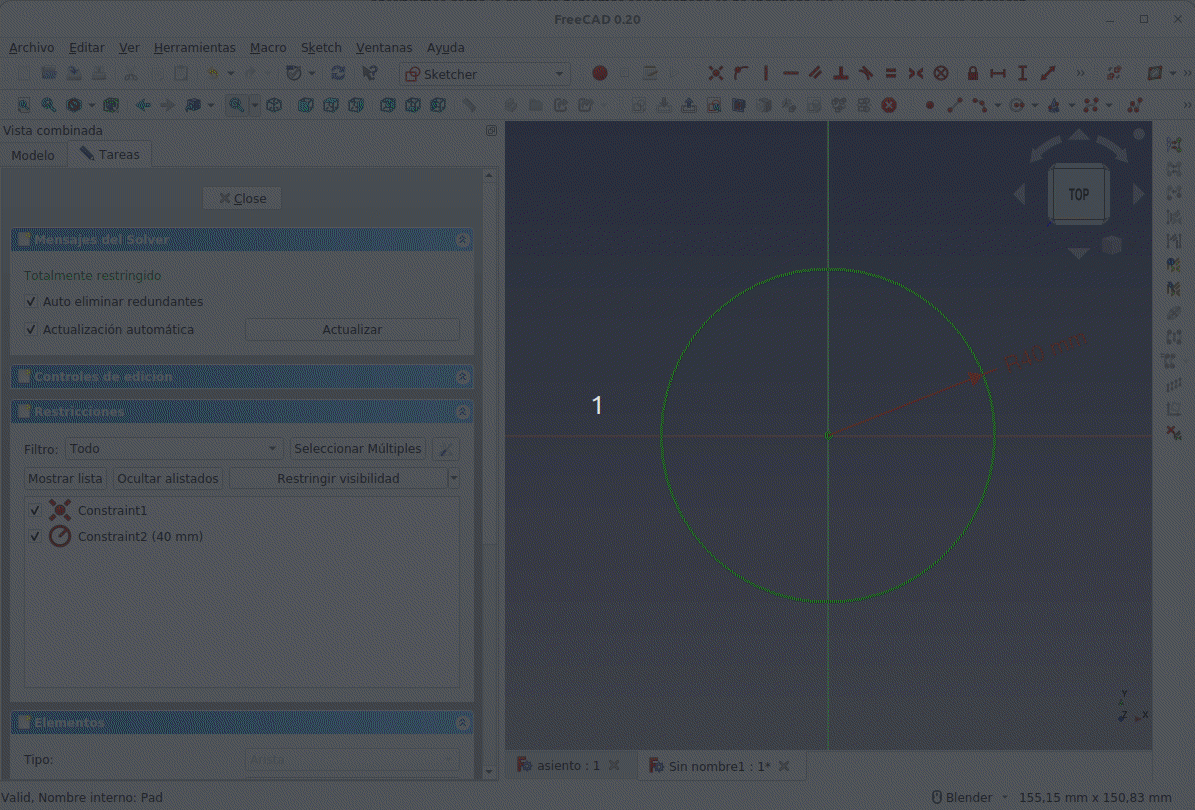 FreeCAD 0.20
Archivo Editar Ver Herramientas Macro Sketch Ventanas Ayuda
Sketcher
Vista combinada
Modelo Tareas
Close
Mensajes del Solver
Totalmente restringido
Auto eliminar redundantes
Actualización automática Actualizar
Controles de edición
Restricciones
Filtro: Todo Seleccionar Múltiples
Mostrar lista Ocultar alistados Restringir visibilidad
Constraint1
Constraint2 (40 mm)
Elementos
Tipo: Arista
1
TOP
Y
Z X
asiento : 1 Sin nombre1 : 1*
Valid, Nombre interno: Pad Blender 155,15 mm x 150,83 mm